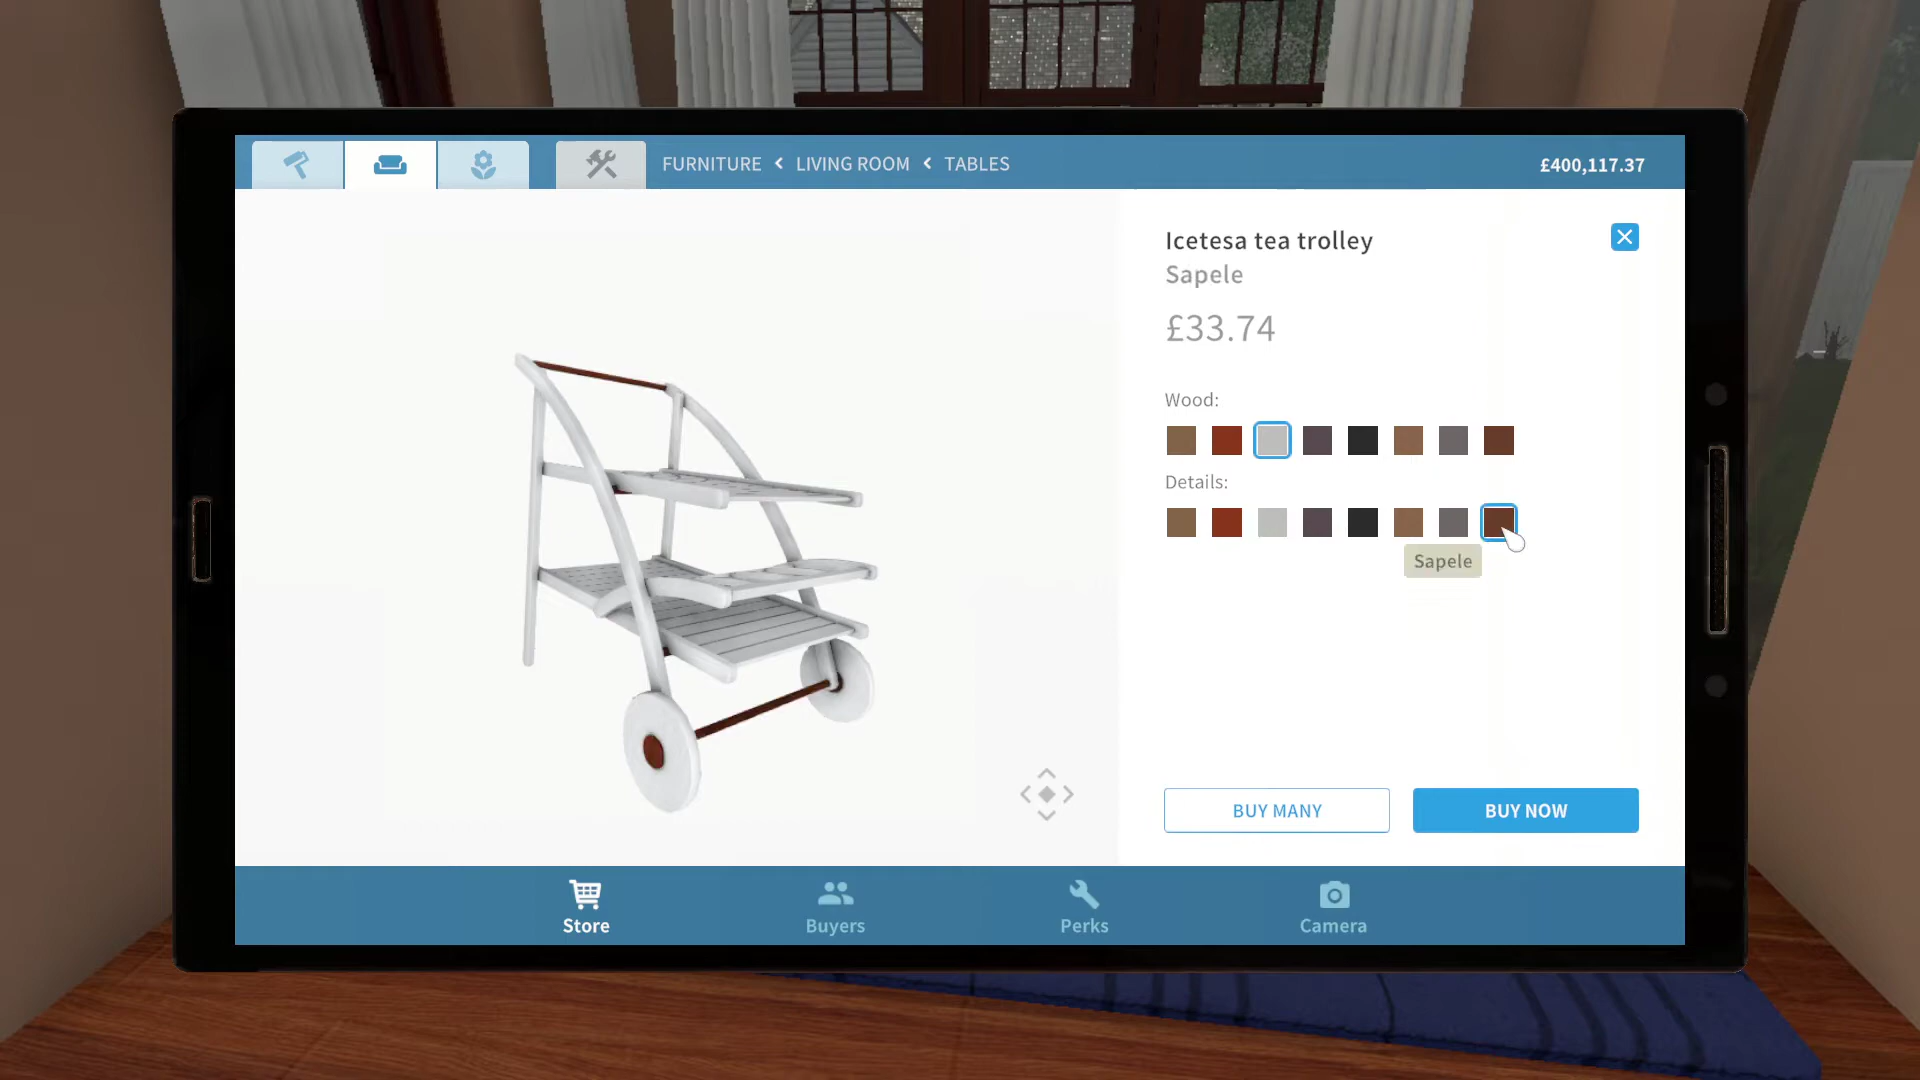 FURNITURE < LIVING ROOM < TABLES
£400,117.37
Icetesa tea trolley
Sapele
£33.74
Wood:
Details:
Sapele
BUY MANY
BUY NOW
Store
Buyers
Perks
Camera